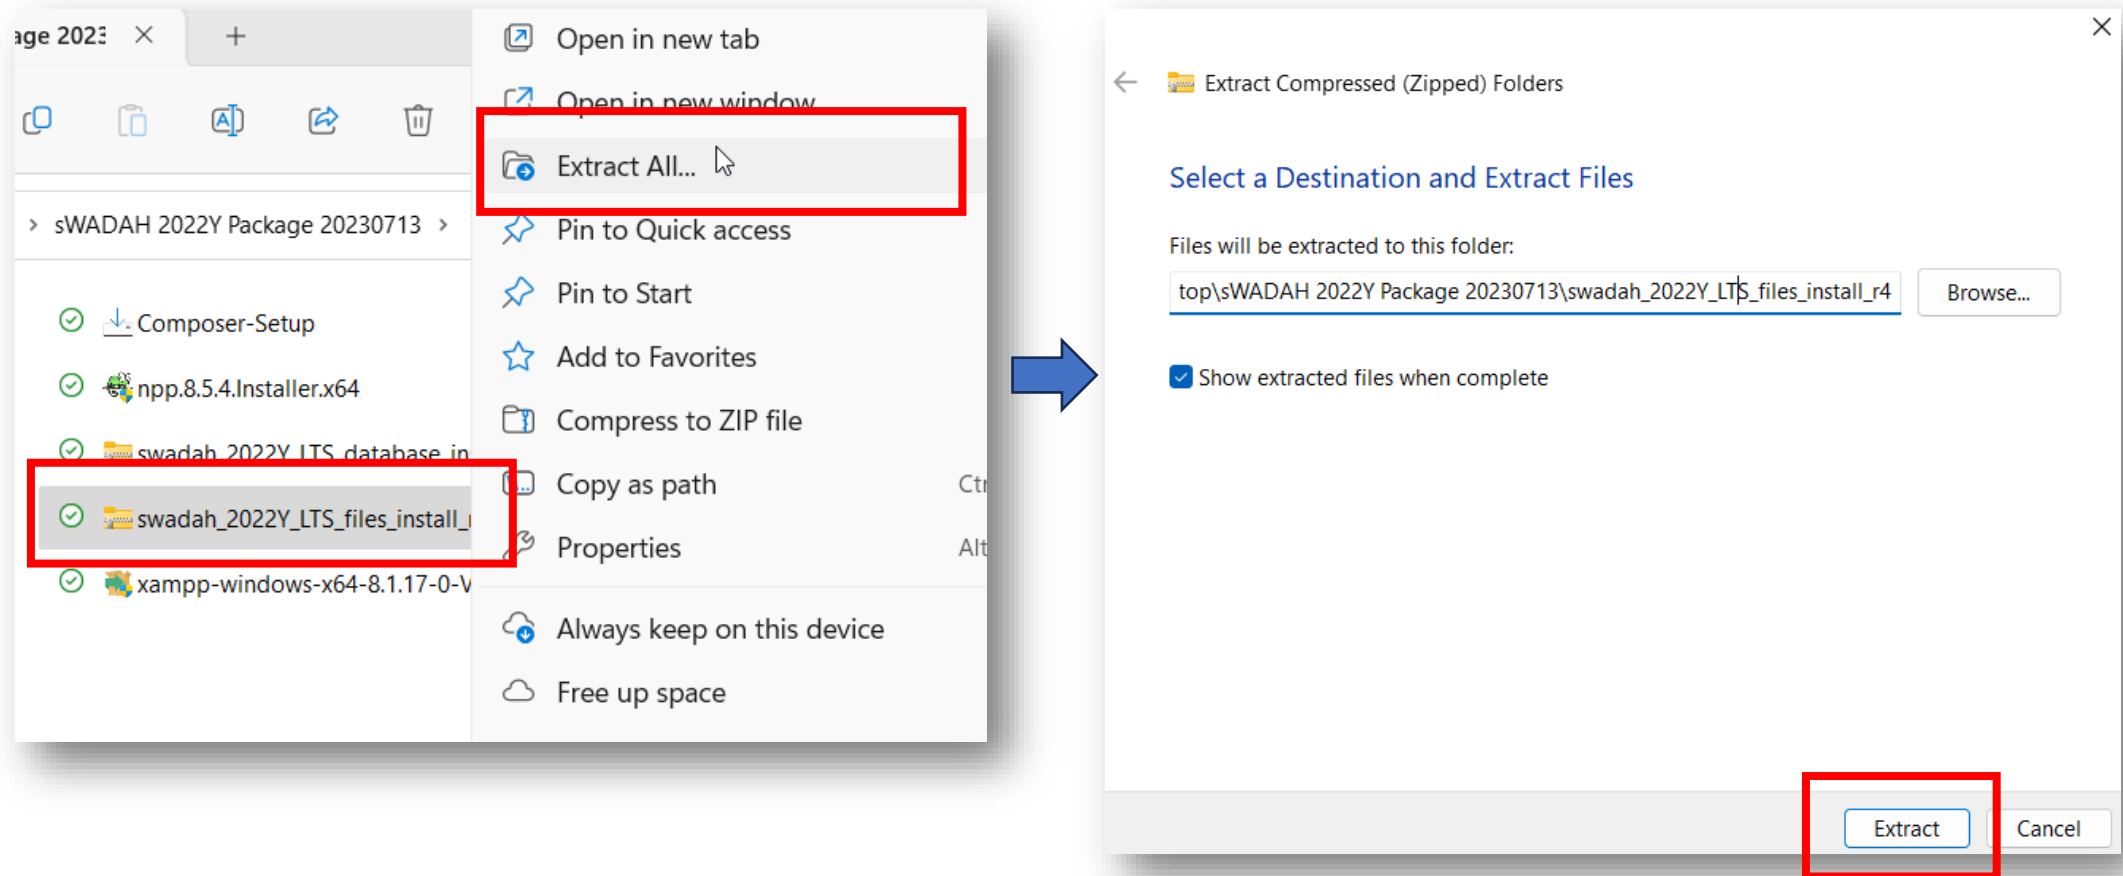 age 2023
sWADAH 2022Y Package 20230713
Composer-Setup
npp.8.5.4.Installer.x64
swadah_2022Y_LTS_database_in
swadah_2022Y_LTS_files_install_r
xampp-windows-x64-8.1.17-0-V
Open in new tab
Open in new window
Extract All...
Pin to Quick access
Pin to Start
Add to Favorites
Compress to ZIP file
Copy as path Ctr
Properties Alt
Always keep on this device
Free up space
Extract Compressed (Zipped) Folders
Select a Destination and Extract Files
Files will be extracted to this folder:
top\sWADAH 2022Y Package 20230713\swadah_2022Y_LTS_files_install_r4 Browse...
Show extracted files when complete
Extract Cancel